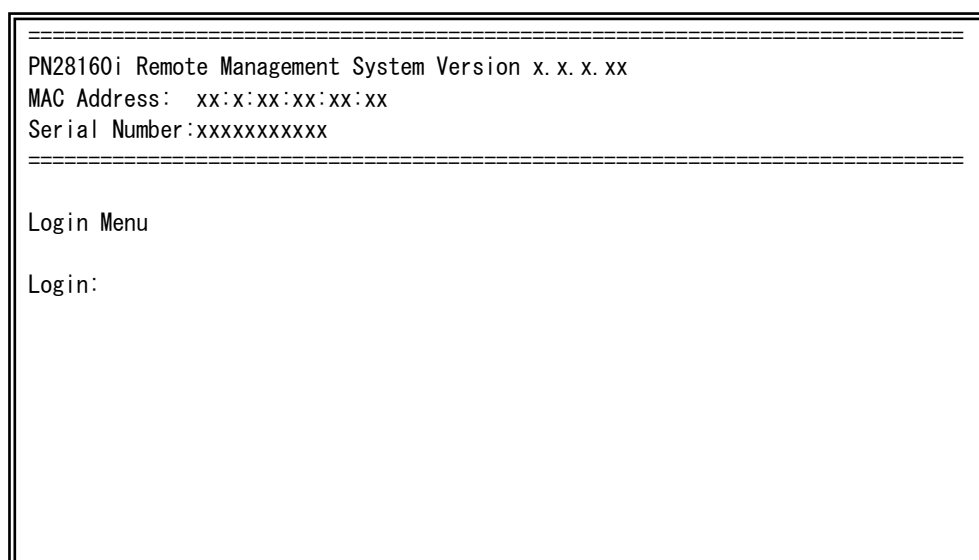 ==============================================================================
PN28160i Remote Management System Version x.x.x.xx
MAC Address:  xx:x:xx:xx:xx:xx
Serial Number:xxxxxxxxxxx
==============================================================================
Login Menu
Login: